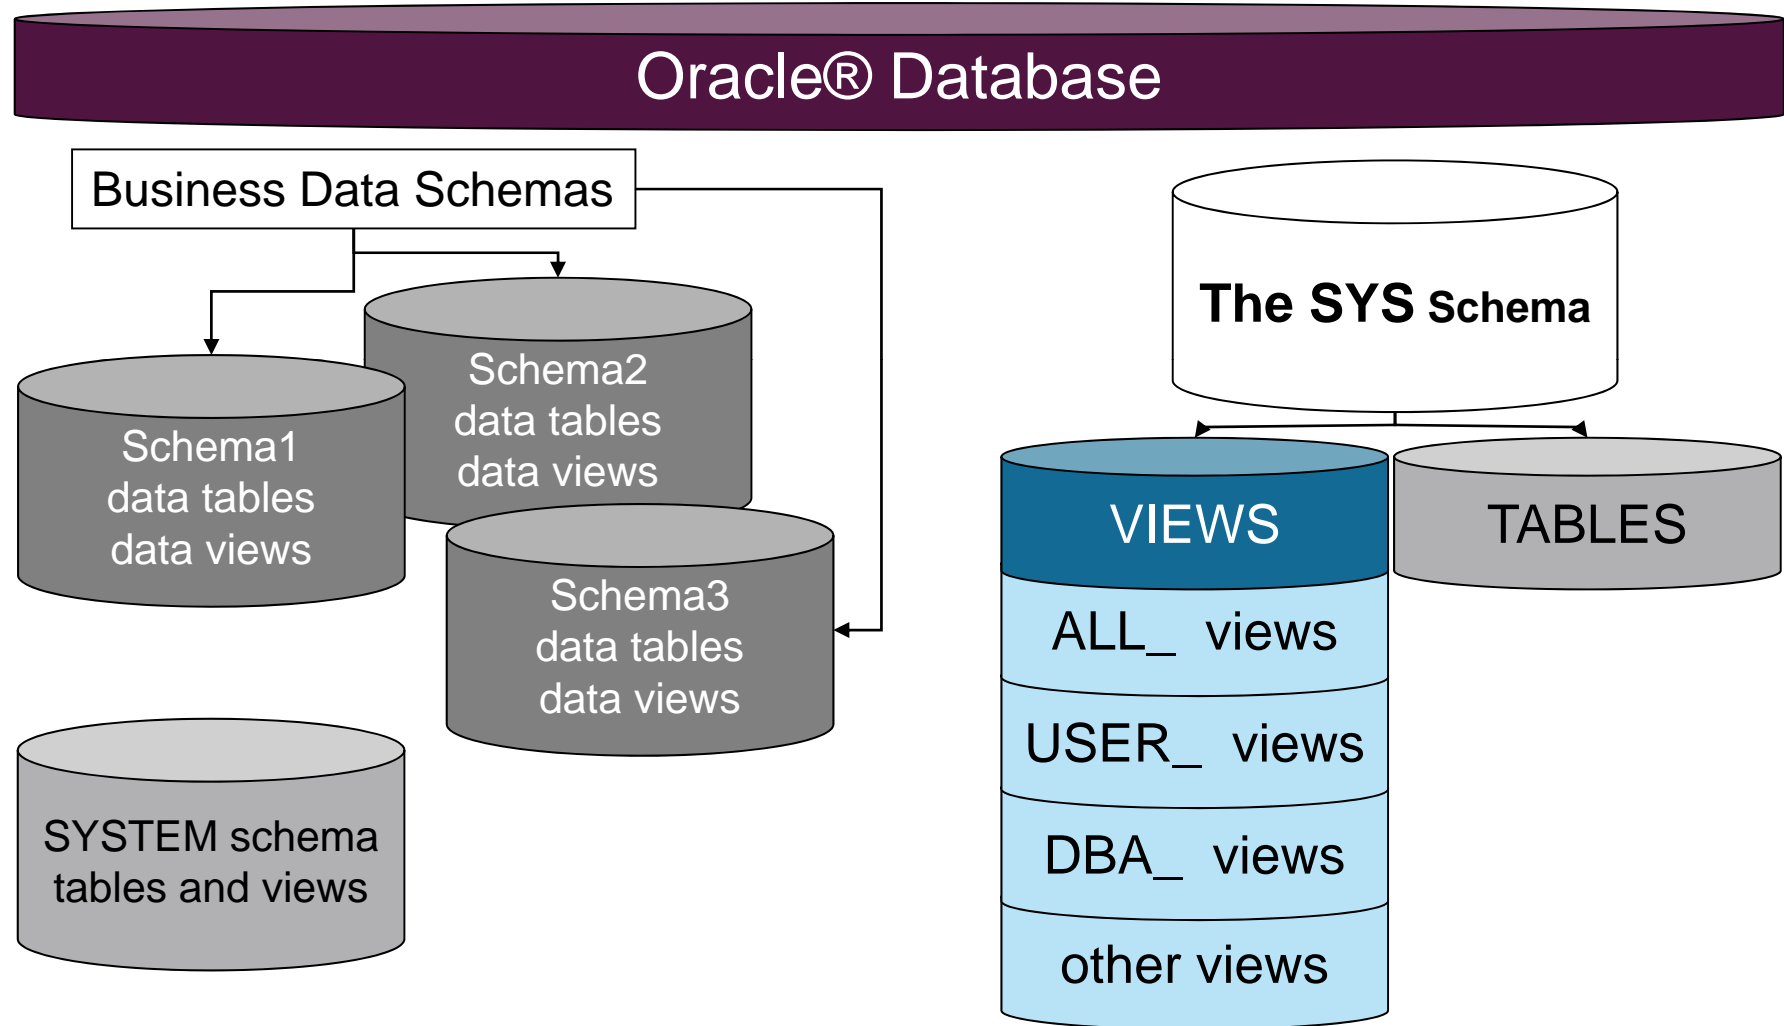 Oracle® Database
Business Data Schemas
Schema1
data tables
data views
Schema2
data tables
data views
Schema3
data tables
data views
SYSTEM schema
tables and views
The SYS Schema
VIEWS
ALL_ views
USER_ views
DBA_ views
other views
TABLES